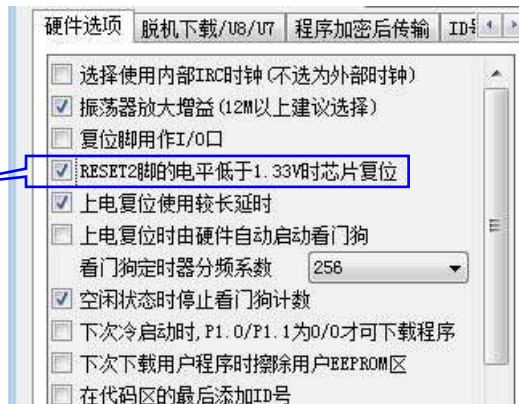 硬件选项 脱机下载/U8/U7 程序加密后传输 ID号
选择使用内部IRC时钟(不选为外部时钟)
振荡器放大增益(12M以上建议选择)
复位脚用作I/O口
RESET2脚的电平低于1.33V时芯片复位
上电复位使用较长延时
上电复位时由硬件自动启动看门狗
看门狗定时器分频系数 256
空闲状态时停止看门狗计数
下次冷启动时,P1.0/P1.1为0/0才可下载程序
下次下载用户程序时擦除用户EEPROM区
在代码区的最后添加ID号